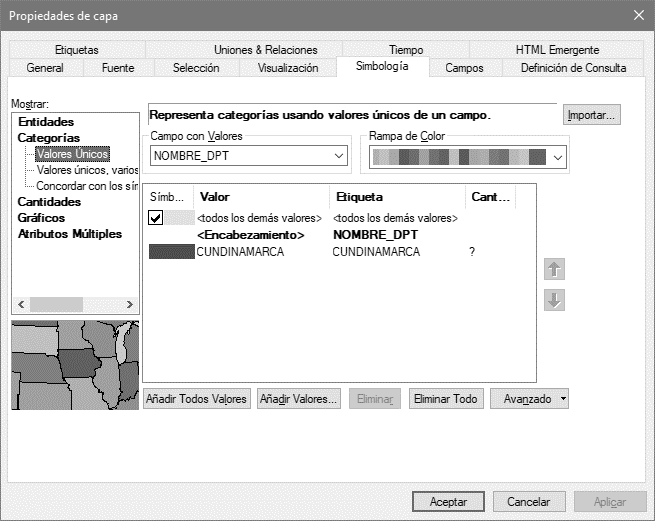 Propiedades de capa
Etiquetas Uniones & Relaciones Tiempo HTML Emergente
General Fuente Selección Visualización Simbología Campos Definición de Consulta
Mostrar:
Entidades
Categorías
Valores Únicos
Valores únicos, varios
Concordar con los sím
Cantidades
Gráficos
Atributos Múltiples
Representa categorías usando valores únicos de un campo.
Importar...
Campo con Valores
NOMBRE_DPT
Rampa de Color
Símb... Valor Etiqueta Cant...
<todos los demás valores> <todos los demás valores>
<Encabezamiento> NOMBRE_DPT
CUNDINAMARCA CUNDINAMARCA ?
Añadir Todos Valores Añadir Valores... Eliminar Eliminar Todo Avanzado
Aceptar Cancelar Aplicar